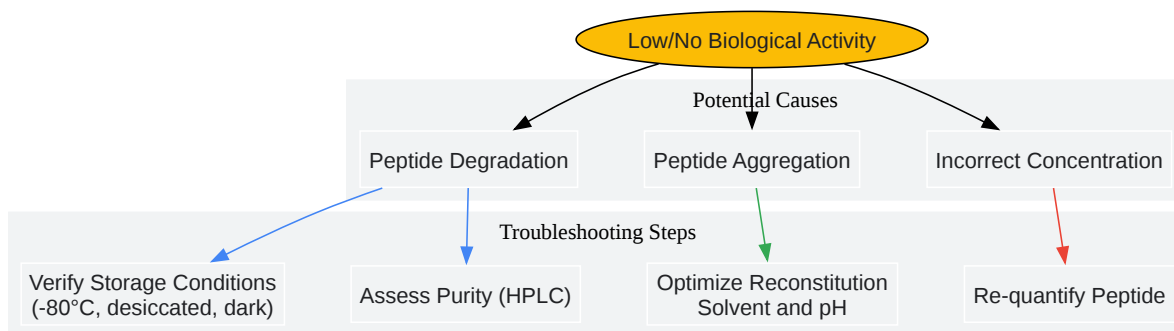 Low/No Biological Activity
Potential Causes
Peptide Degradation
Peptide Aggregation
Incorrect Concentration
Troubleshooting Steps
Verify Storage Conditions
(-80°C, desiccated, dark)
Assess Purity (HPLC)
Optimize Reconstitution
Solvent and pH
Re-quantify Peptide